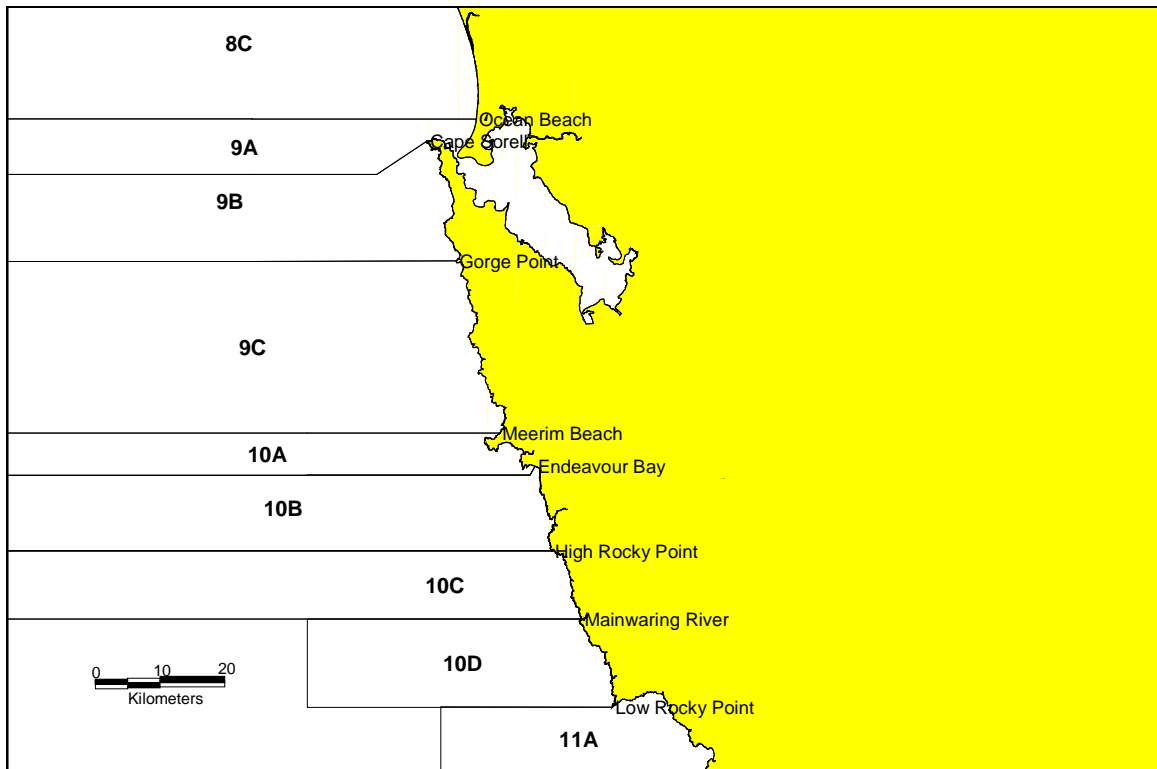 8C
Ocean Beach
Cape Sorell
9A
9B
Gorge Point
9C
Meerim Beach
10A
Endeavour Bay
10B
High Rocky Point
10C
Mainwaring River
10D
0 10 20
Kilometers
Low Rocky Point
11A